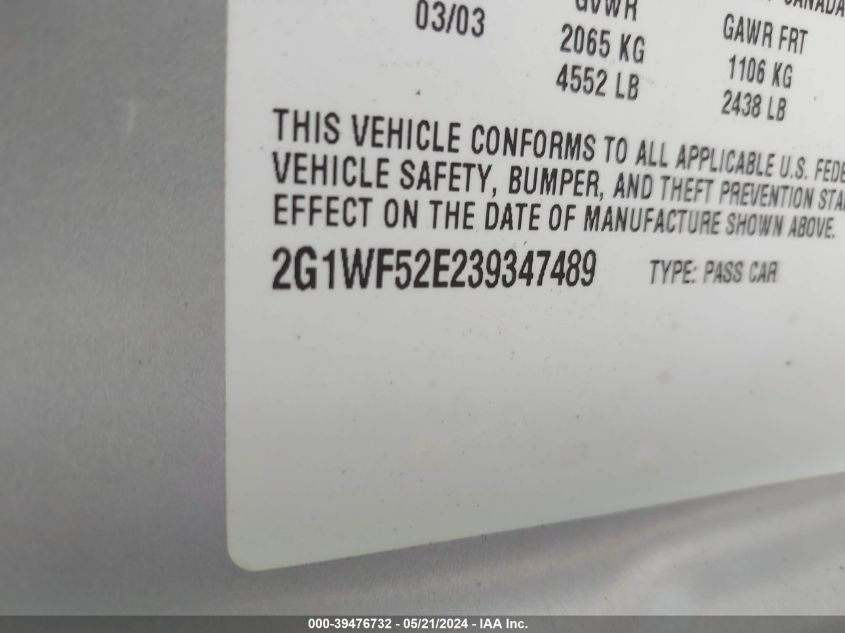 03/03 GVWR CANADA
2065 KG GAWR FRT
4552 LB 1106 KG
2438 LB
THIS VEHICLE CONFORMS TO ALL APPLICABLE U.S. FEDE
VEHICLE SAFETY, BUMPER, AND THEFT PREVENTION STA
EFFECT ON THE DATE OF MANUFACTURE SHOWN ABOVE.
2G1WF52E239347489 TYPE: PASS CAR
000-39476732 - 05/21/2024 - IAA Inc.